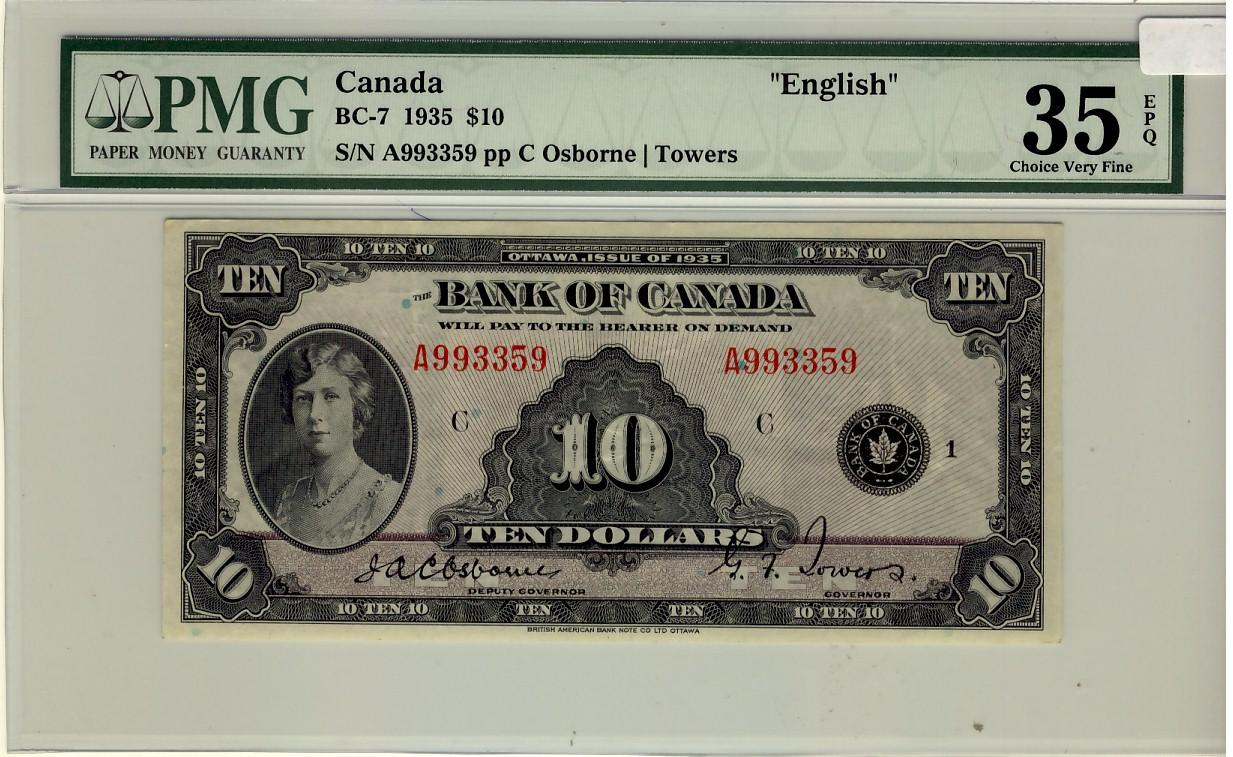 PMG
PAPER MONEY GUARANTY
Canada "English"
BC-7 1935 $10
S/N A993359 pp C Osborne | Towers
35 EPQ
Choice Very Fine
10 TEN 10 10 TEN 10
OTTAWA, ISSUE OF 1935
TEN TEN
THE BANK OF CANADA
WILL PAY TO THE BEARER ON DEMAND
A993359 A993359
10 TEN 10 10 TEN 10
C C
10
BANK OF CANADA
1
TEN DOLLARS
10 10
TEN TEN
JAC Osborne G. F. Towers.
DEPUTY GOVERNOR GOVERNOR
10 TEN 10 TEN TEN 10 TEN 10
BRITISH AMERICAN BANK NOTE CO LTD OTTAWA